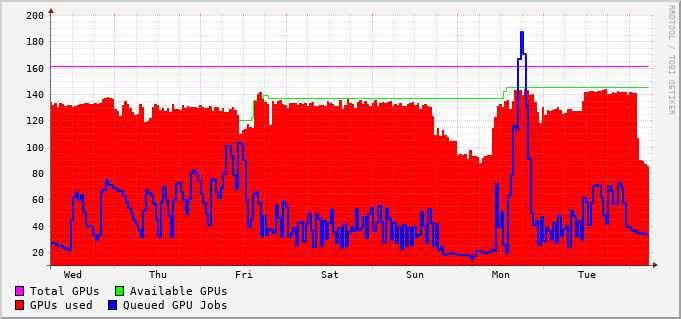 200
180
160
140
120
100
80
60
40
20
Wed Thu Fri Sat Sun Mon Tue
Total GPUs Available GPUs
GPUs used Queued GPU Jobs
RRDTOOL / TOBI OETIKER